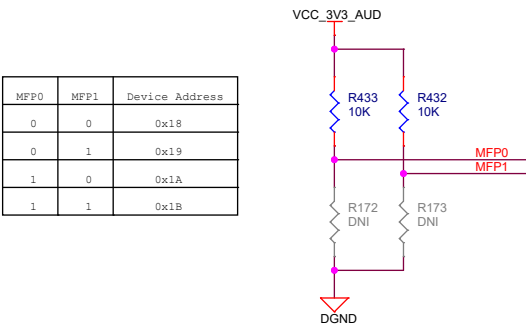 VCC_3V3_AUD
MFP0 MFP1 Device Address
0 0 0x18
0 1 0x19
1 0 0x1A
1 1 0x1B
R433
10K
R432
10K
MFP0
MFP1
R172
DNI
R173
DNI
DGND